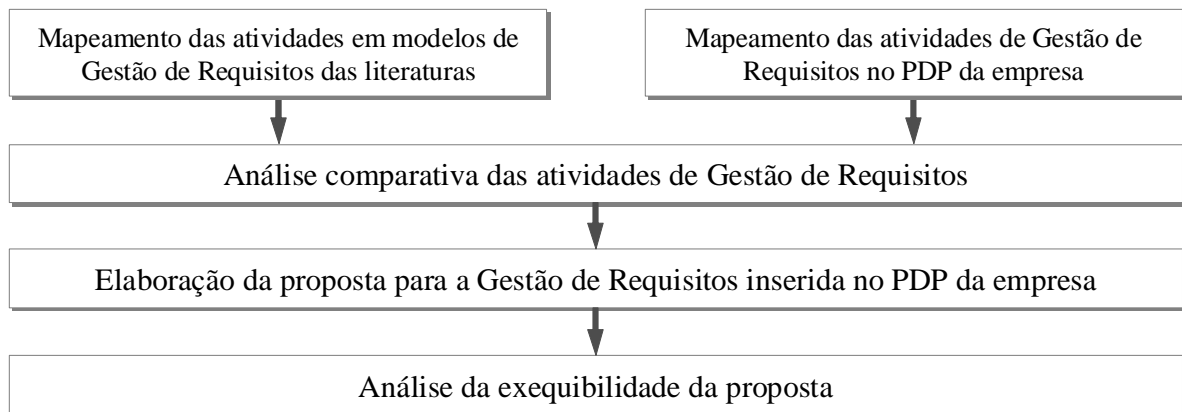 Mapeamento das atividades em modelos de
Gestão de Requisitos das literaturas
Mapeamento das atividades de Gestão de
Requisitos no PDP da empresa
Análise comparativa das atividades de Gestão de Requisitos
Elaboração da proposta para a Gestão de Requisitos inserida no PDP da empresa
Análise da exequibilidade da proposta